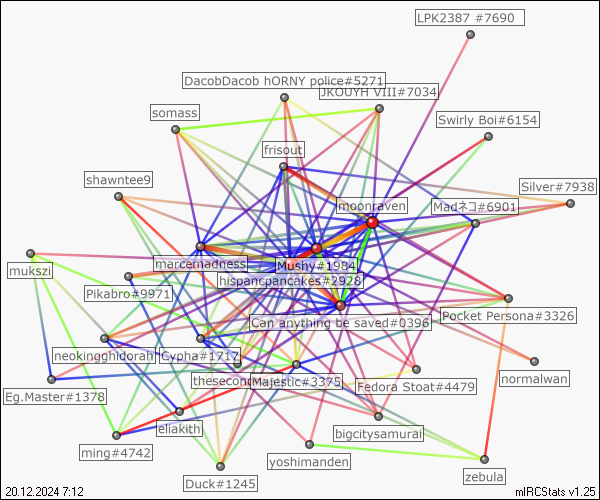 LPK2387 #7690
DacobDacob hORNY police#5271
JKOUYH VIII#7034
somass
Swirly Boi#6154
frisout
shawntee9
Silver#7938
moonraven
Madネコ#6901
mukszi
marcemadness
Mushy#1984
hispancpancakes#2928
Pikabro#9971
Pocket Persona#3326
Can anything be saved#0396
neokingghidorah
Cypha#1717
thesecond
Majestic#3375
Fedora Stoat#4479
normalwan
Eg.Master#1378
eliakith
bigcitysamurai
ming#4742
yoshimanden
zebula
Duck#1245
20.12.2024 7:12
mIRCStats v1.25